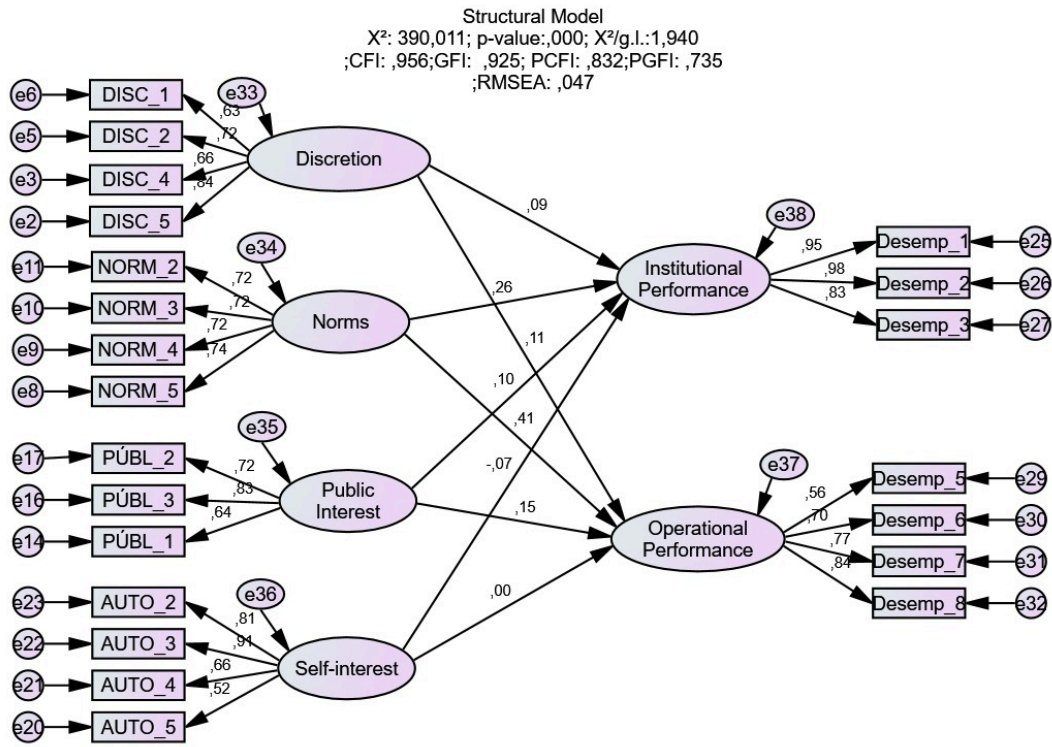 Structural Model
X²: 390,011; p-value:,000; X²/g.l.:1,940
;CFI: ,956;GFI: ,925; PCFI: ,832;PGFI: ,735
;RMSEA: ,047
e6
DISC_1
,63
e33
e5
DISC_2
,72
e3
DISC_4
,66
e2
DISC_5
,84
Discretion
,09
,26
,11
e11
NORM_2
,72
e34
e10
NORM_3
,72
e9
NORM_4
,72
e8
NORM_5
,74
Norms
,10
,41
-,07
e17
PÚBL_2
,72
e35
e16
PÚBL_3
,83
e14
PÚBL_1
,64
Public
Interest
,15
,00
e23
AUTO_2
,81
e36
e22
AUTO_3
,91
e21
AUTO_4
,66
e20
AUTO_5
,52
Self-interest
e38
Institutional
Performance
,95
Desemp_1
e25
,98
Desemp_2
e26
,83
Desemp_3
e27
e37
Operational
Performance
,56
Desemp_5
e29
,70
Desemp_6
e30
,77
Desemp_7
e31
,84
Desemp_8
e32